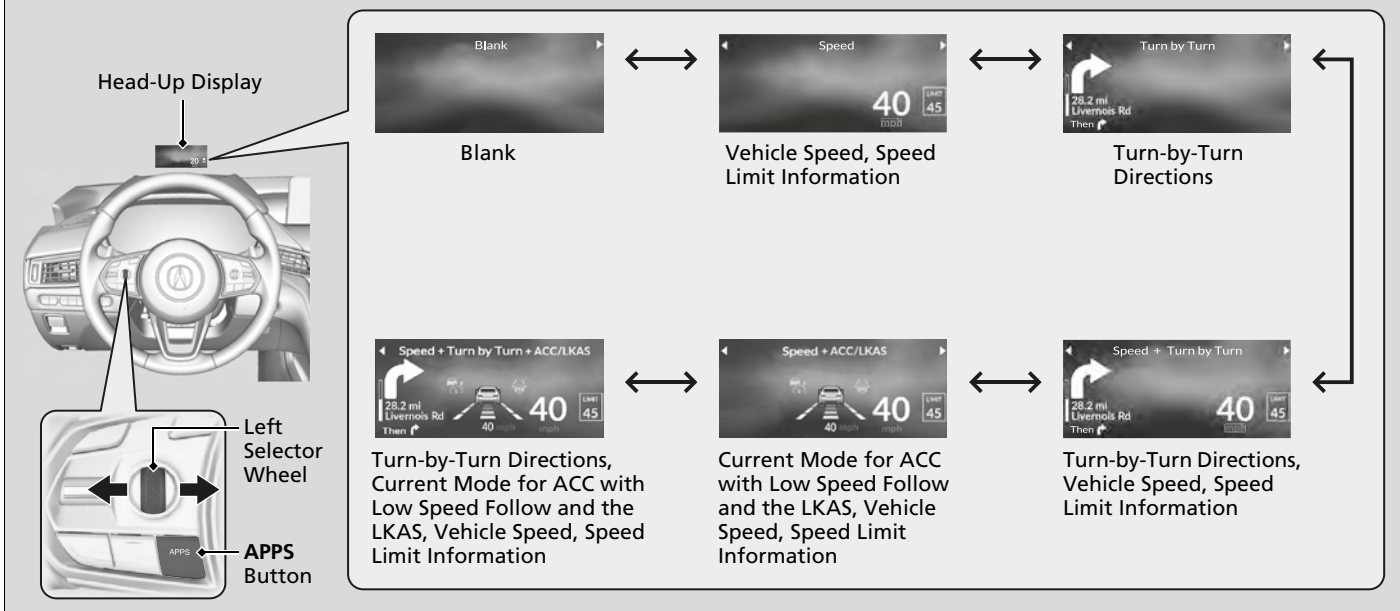 Head-Up Display
Blank
Blank
Speed
40
mph
LIMIT
45
Vehicle Speed, Speed
Limit Information
Turn by Turn
28.2 mi
Livernois Rd
Then
Turn-by-Turn
Directions
20
Speed + Turn by Turn + ACC/LKAS
28.2 mi
Livernois Rd
Then
40 mph
40
mph
LIMIT
45
Turn-by-Turn Directions,
Current Mode for ACC with
Low Speed Follow and the
LKAS, Vehicle Speed, Speed
Limit Information
Speed + ACC/LKAS
40 mph
40
mph
LIMIT
45
Current Mode for ACC
with Low Speed Follow
and the LKAS, Vehicle
Speed, Speed Limit
Information
Speed + Turn by Turn
28.2 mi
Livernois Rd
Then
40
mph
LIMIT
45
Turn-by-Turn Directions,
Vehicle Speed, Speed
Limit Information
Left
Selector
Wheel
APPS
APPS
Button